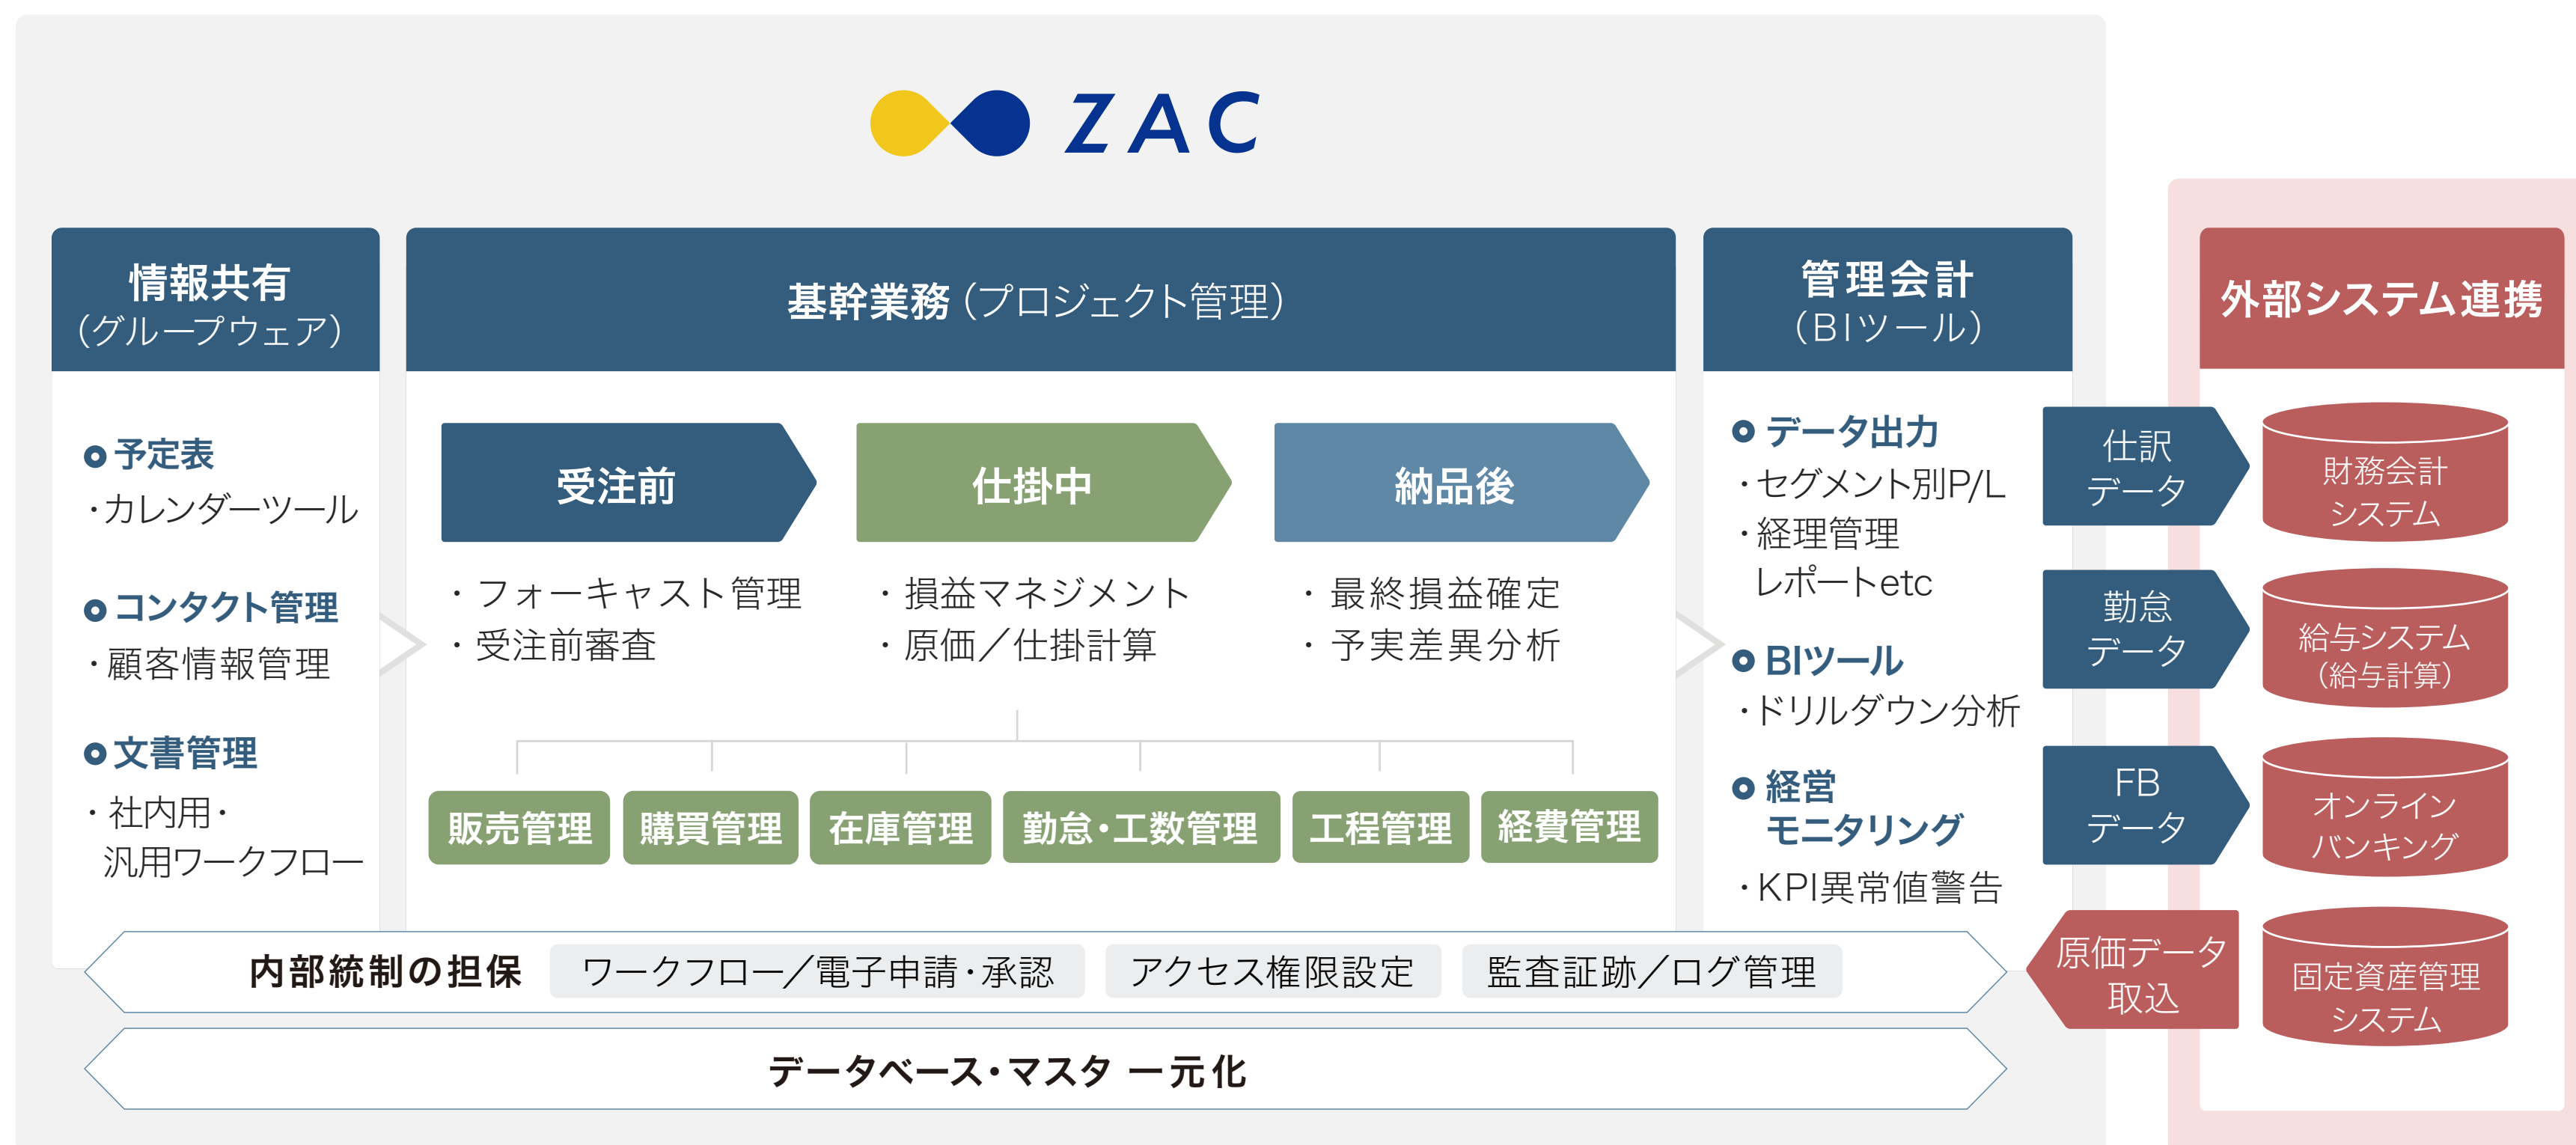 ZAC
情報共有
（グループウェア）
予定表
・カレンダーツール
コンタクト管理
・顧客情報管理
文書管理
・社内用・
汎用ワークフロー
基幹業務（プロジェクト管理）
受注前
・フォーキャスト管理
・受注前審査
仕掛中
・損益マネジメント
・原価／仕掛計算
納品後
・最終損益確定
・予実差異分析
販売管理
購買管理
在庫管理
勤怠・工数管理
工程管理
経費管理
管理会計
（BIツール）
データ出力
・セグメント別P/L
・経理管理
レポートetc
BIツール
・ドリルダウン分析
経営
モニタリング
・KPI異常値警告
仕訳
データ
勤怠
データ
FB
データ
原価データ
取込
外部システム連携
財務会計
システム
給与システム
（給与計算）
オンライン
バンキング
固定資産管理
システム
内部統制の担保 ワークフロー／電子申請・承認 アクセス権限設定 監査証跡／ログ管理
データベース・マスタ 一元化